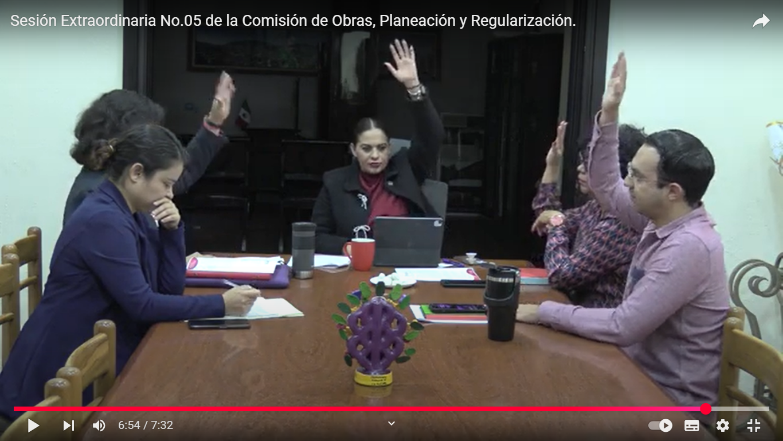 Sesión Extraordinaria No.05 de la Comisión de Obras, Planeación y Regularización.
6:54 / 7:32